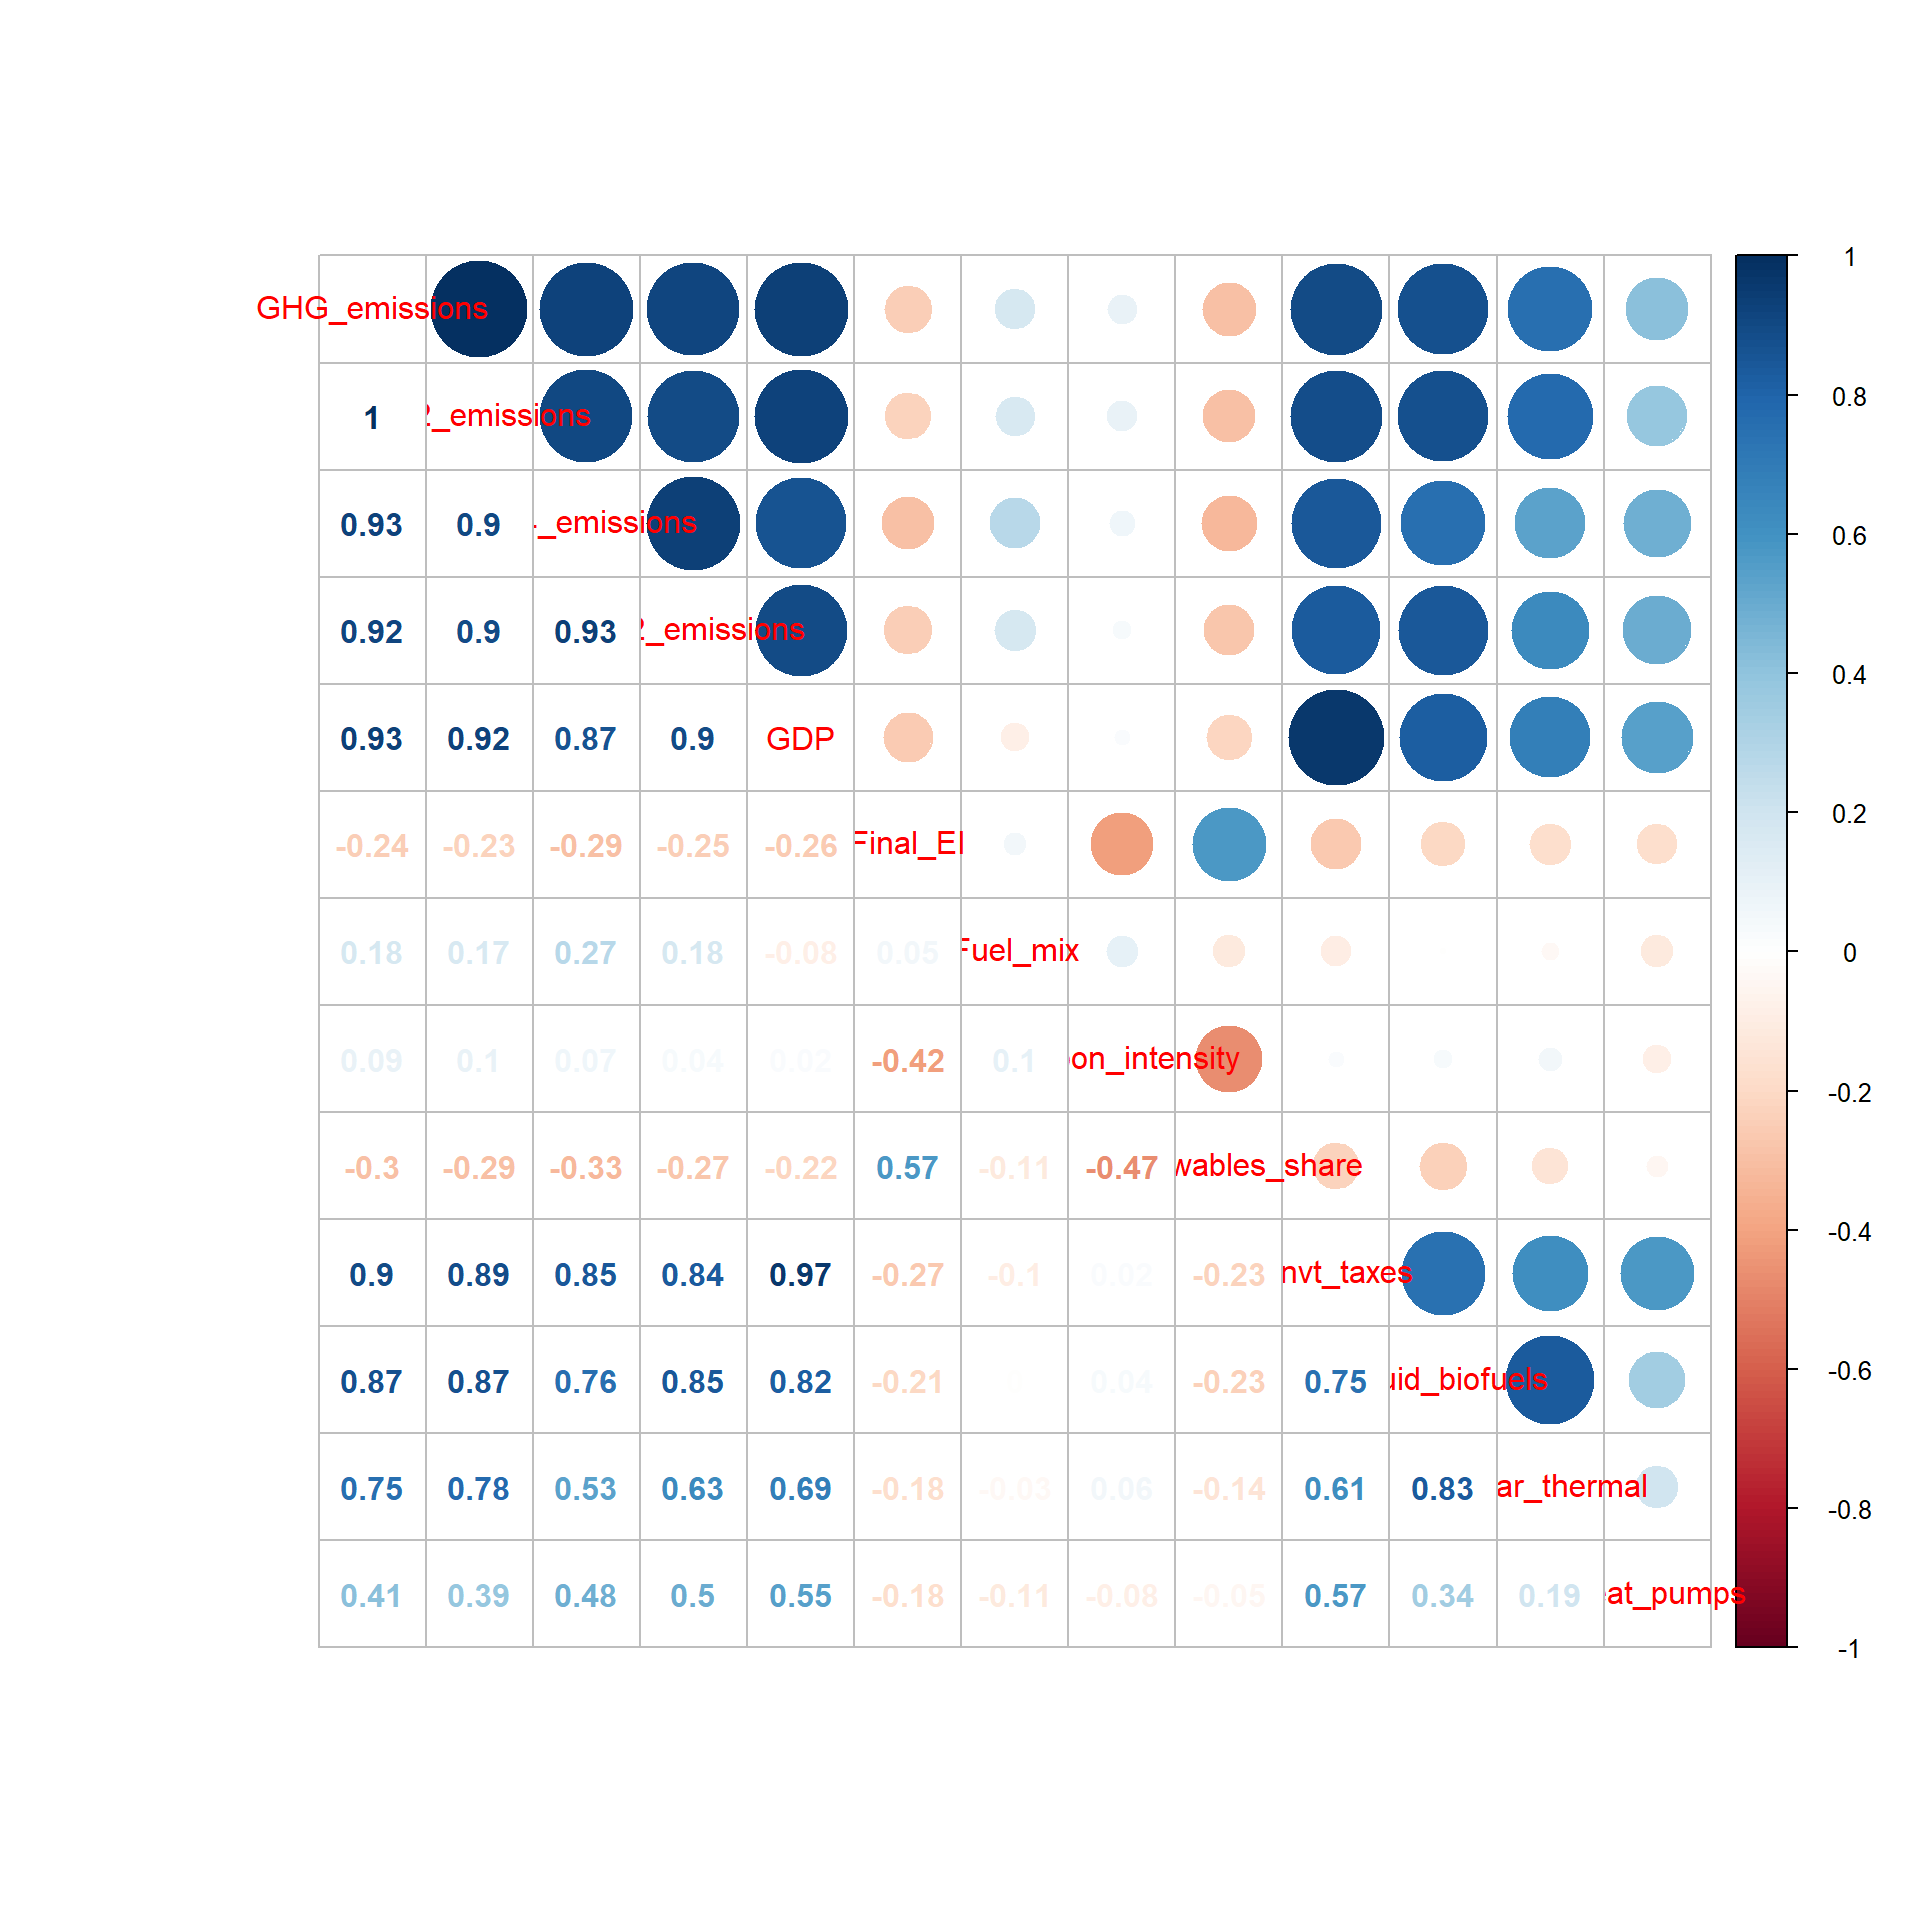 GHG_emissions 1
2_emissions 0.8
1
0.93 0.9 _emissions 0.6
0.92 0.9 0.93 2_emissions 0.4
0.93 0.92 0.87 0.9 GDP
-0.24 -0.23 -0.29 -0.25 -0.26 Final_EI 0.2
0.18 0.17 0.27 0.18 -0.08 0.05 Fuel_mix 0
0.09 0.1 0.07 0.04 0.02 -0.42 0.1 on_intensity -0.2
-0.3 -0.29 -0.33 -0.27 -0.22 0.57 -0.11 -0.47 wables_share
0.9 0.89 0.85 0.84 0.97 -0.27 -0.1 0.02 -0.23 nvt_taxes -0.4
0.87 0.87 0.76 0.85 0.82 -0.21 0.04 -0.23 0.75 uid_biofuels -0.6
0.75 0.78 0.53 0.63 0.69 -0.18 -0.03 0.06 -0.14 0.61 0.83 ar_thermal -0.8
0.41 0.39 0.48 0.5 0.55 -0.18 -0.11 -0.08 -0.05 0.57 0.34 0.19 at_pumps
-1